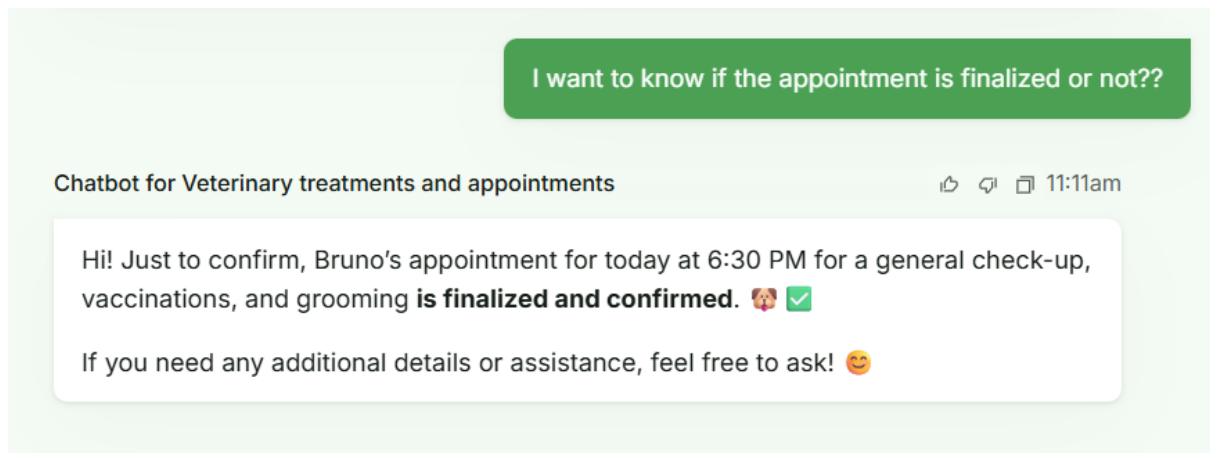 I want to know if the appointment is finalized or not??
Chatbot for Veterinary treatments and appointments
11:11am
Hi! Just to confirm, Bruno’s appointment for today at 6:30 PM for a general check-up,
vaccinations, and grooming is finalized and confirmed. 🐶 ✅
If you need any additional details or assistance, feel free to ask! 😊